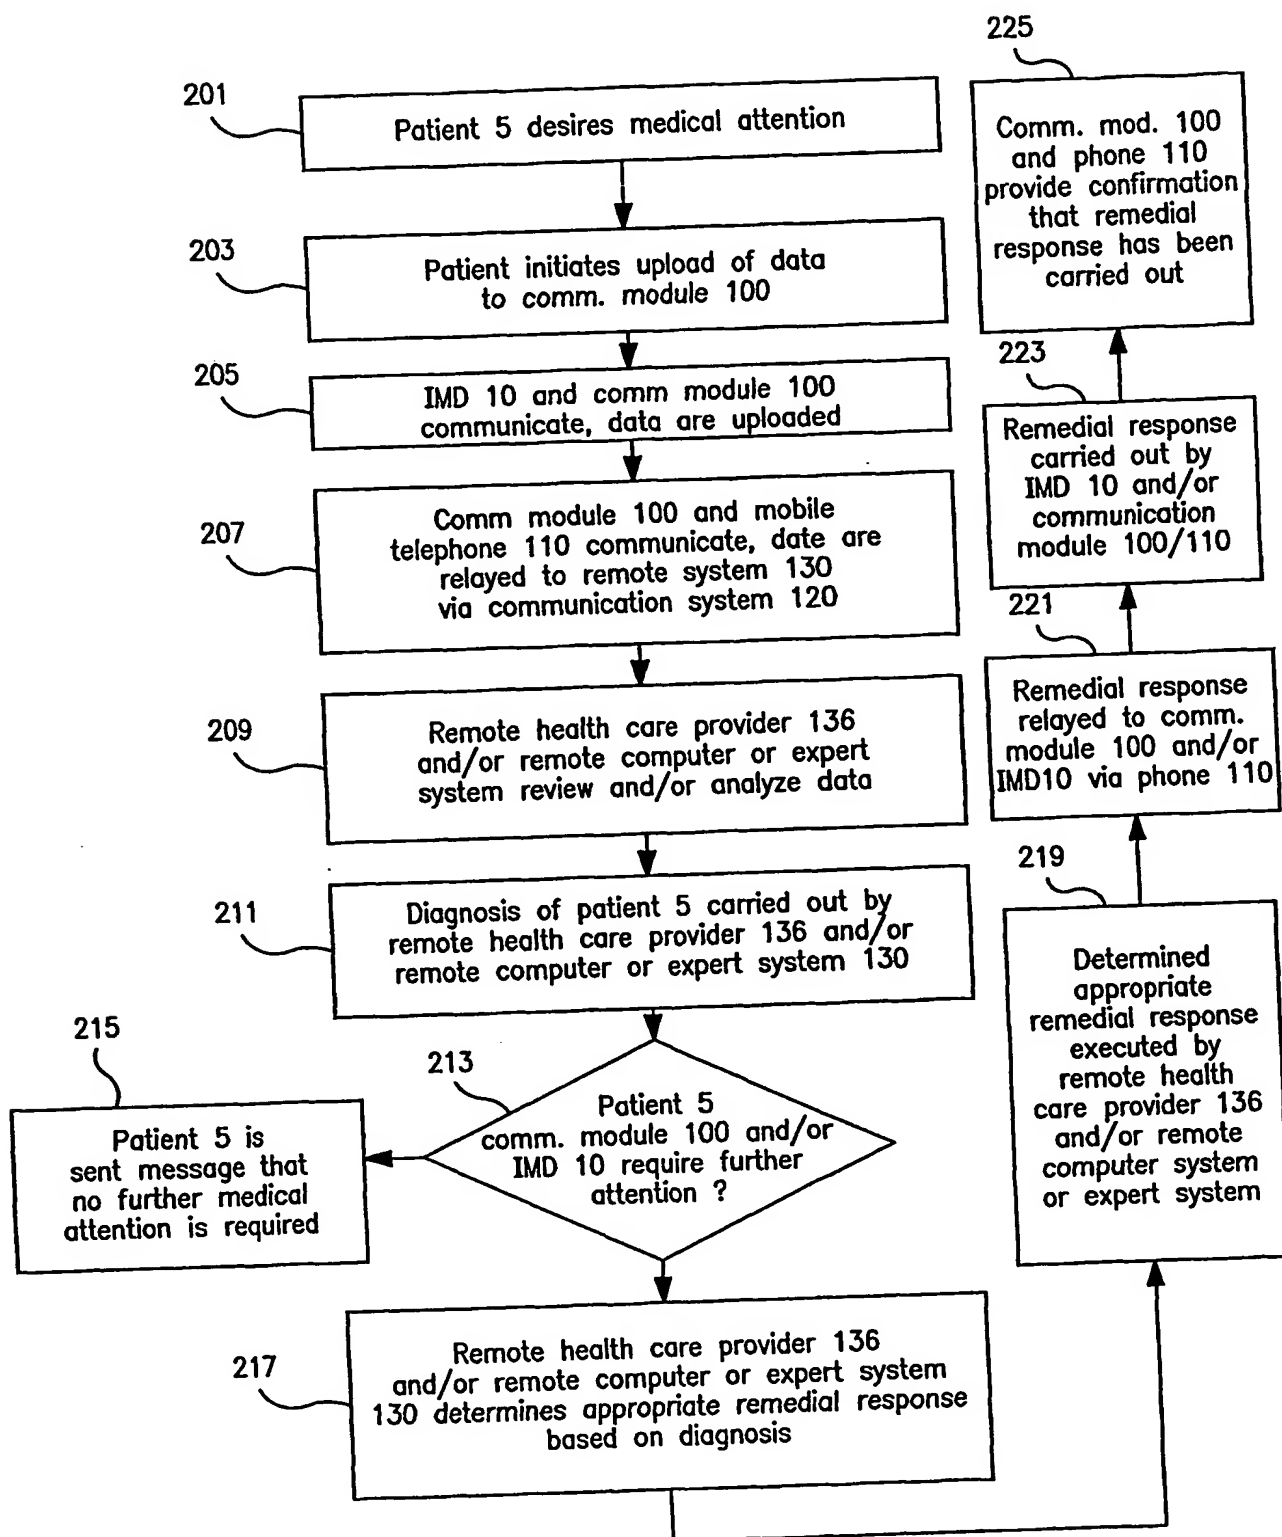 201
Patient 5 desires medical attention
203
Patient initiates upload of data
to comm. module 100
205
IMD 10 and comm module 100
communicate, data are uploaded
207
Comm module 100 and mobile
telephone 110 communicate, date are
relayed to remote system 130
via communication system 120
209
Remote health care provider 136
and/or remote computer or expert
system review and/or analyze data
211
Diagnosis of patient 5 carried out by
remote health care provider 136 and/or
remote computer or expert system 130
213
Patient 5
comm. module 100 and/or
IMD 10 require further
attention ?
215
Patient 5 is
sent message that
no further medical
attention is required
217
Remote health care provider 136
and/or remote computer or expert system
130 determines appropriate remedial response
based on diagnosis
219
Determined
appropriate
remedial response
executed by
remote health
care provider 136
and/or remote
computer system
or expert system
221
Remedial response
relayed to comm.
module 100 and/or
IMD10 via phone 110
223
Remedial response
carried out by
IMD 10 and/or
communication
module 100/110
225
Comm. mod. 100
and phone 110
provide confirmation
that remedial
response has been
carried out